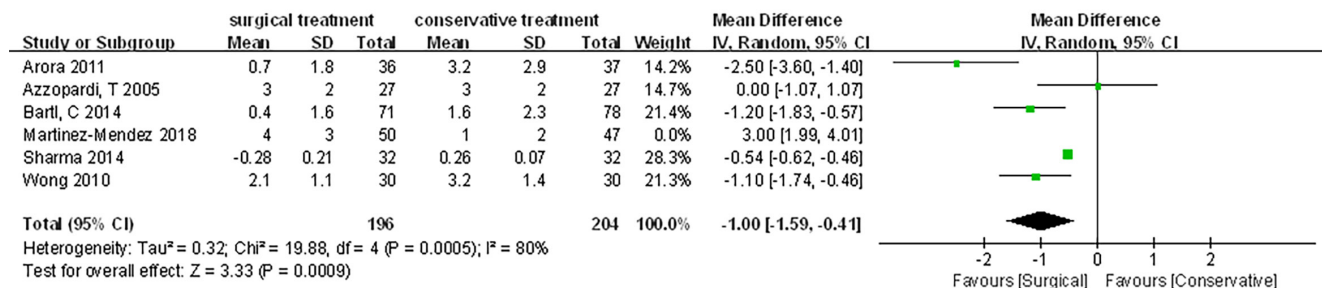 surgical treatment conservative treatment Mean Difference Mean Difference
Study or Subgroup Mean SD Total Mean SD Total Weight IV, Random, 95% CI IV, Random, 95% CI
Arora 2011 0.7 1.8 36 3.2 2.9 37 14.2% -2.50 [-3.60, -1.40]
Azzopardi, T 2005 3 2 27 3 2 27 14.7% 0.00 [-1.07, 1.07]
Bartl, C 2014 0.4 1.6 71 1.6 2.3 78 21.4% -1.20 [-1.83, -0.57]
Martinez-Mendez 2018 4 3 50 1 2 47 0.0% 3.00 [1.99, 4.01]
Sharma 2014 -0.28 0.21 32 0.26 0.07 32 28.3% -0.54 [-0.62, -0.46]
Wong 2010 2.1 1.1 30 3.2 1.4 30 21.3% -1.10 [-1.74, -0.46]
Total (95% CI) 196 204 100.0% -1.00 [-1.59, -0.41]
Heterogeneity: Tau² = 0.32; Chi² = 19.88, df = 4 (P = 0.0005); I² = 80%
Test for overall effect: Z = 3.33 (P = 0.0009)
-2 -1 0 1 2
Favours [Surgical] Favours [Conservative]